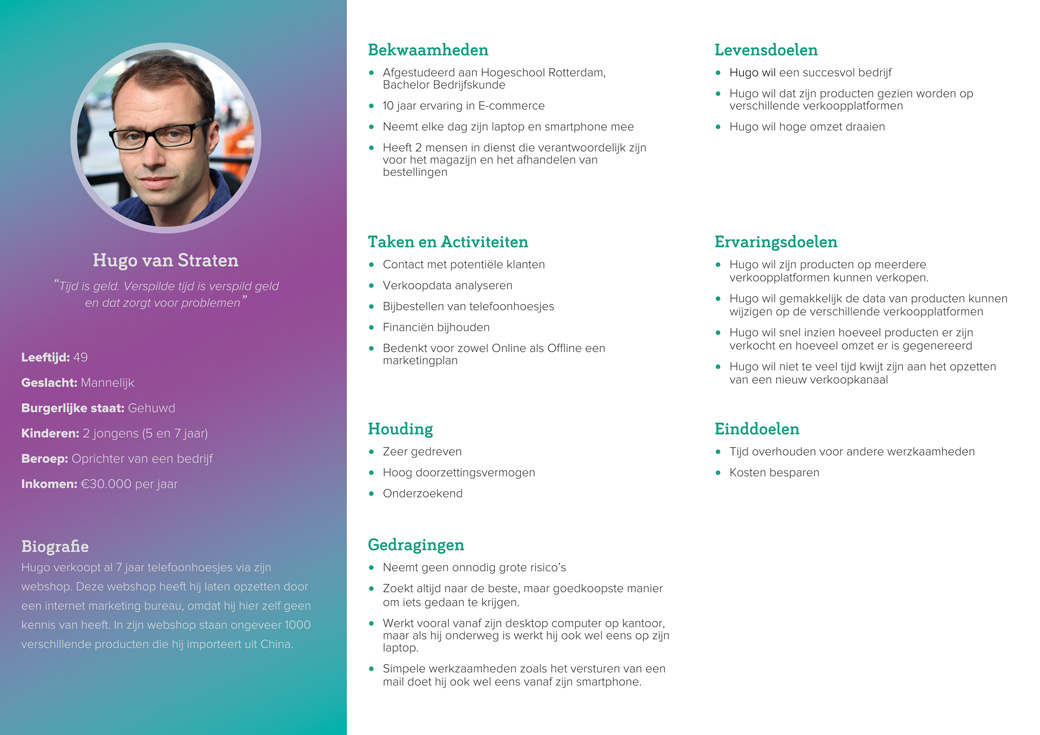 Hugo van Straten
“Tijd is geld. Verspilde tijd is verspild geld
en dat zorgt voor problemen”
Leeftijd: 49
Geslacht: Mannelijk
Burgerlijke staat: Gehuwd
Kinderen: 2 jongens (5 en 7 jaar)
Beroep: Oprichter van een bedrijf
Inkomen: €30.000 per jaar
Biografie
Hugo verkoopt al 7 jaar telefoonhoesjes via zijn
webshop. Deze webshop heeft hij laten opzetten door
een internet marketing bureau, omdat hij hier zelf geen
kennis van heeft. In zijn webshop staan ongeveer 1000
verschillende producten die hij importeert uit China.
Bekwaamheden
• Afgestudeerd aan Hogeschool Rotterdam,
Bachelor Bedrijfskunde
• 10 jaar ervaring in E-commerce
• Neemt elke dag zijn laptop en smartphone mee
• Heeft 2 mensen in dienst die verantwoordelijk zijn
voor het magazijn en het afhandelen van
bestellingen
Taken en Activiteiten
• Contact met potentiële klanten
• Verkoopdata analyseren
• Bijbestellen van telefoonhoesjes
• Financiën bijhouden
• Bedenkt voor zowel Online als Offline een
marketingplan
Houding
• Zeer gedreven
• Hoog doorzettingsvermogen
• Onderzoekend
Gedragingen
• Neemt geen onnodig grote risico’s
• Zoekt altijd naar de beste, maar goedkoopste manier
om iets gedaan te krijgen.
• Werkt vooral vanaf zijn desktop computer op kantoor,
maar als hij onderweg is werkt hij ook wel eens op zijn
laptop.
• Simpele werkzaamheden zoals het versturen van een
mail doet hij ook wel eens vanaf zijn smartphone.
Levensdoelen
• Hugo wil een succesvol bedrijf
• Hugo wil dat zijn producten gezien worden op
verschillende verkoopplatformen
• Hugo wil hoge omzet draaien
Ervaringsdoelen
• Hugo wil zijn producten op meerdere
verkoopplatformen kunnen verkopen.
• Hugo wil gemakkelijk de data van producten kunnen
wijzigen op de verschillende verkoopplatformen
• Hugo wil snel inzien hoeveel producten er zijn
verkocht en hoeveel omzet er is gegenereerd
• Hugo wil niet te veel tijd kwijt zijn aan het opzetten
van een nieuw verkoopkanaal
Einddoelen
• Tijd overhouden voor andere werzkaamheden
• Kosten besparen